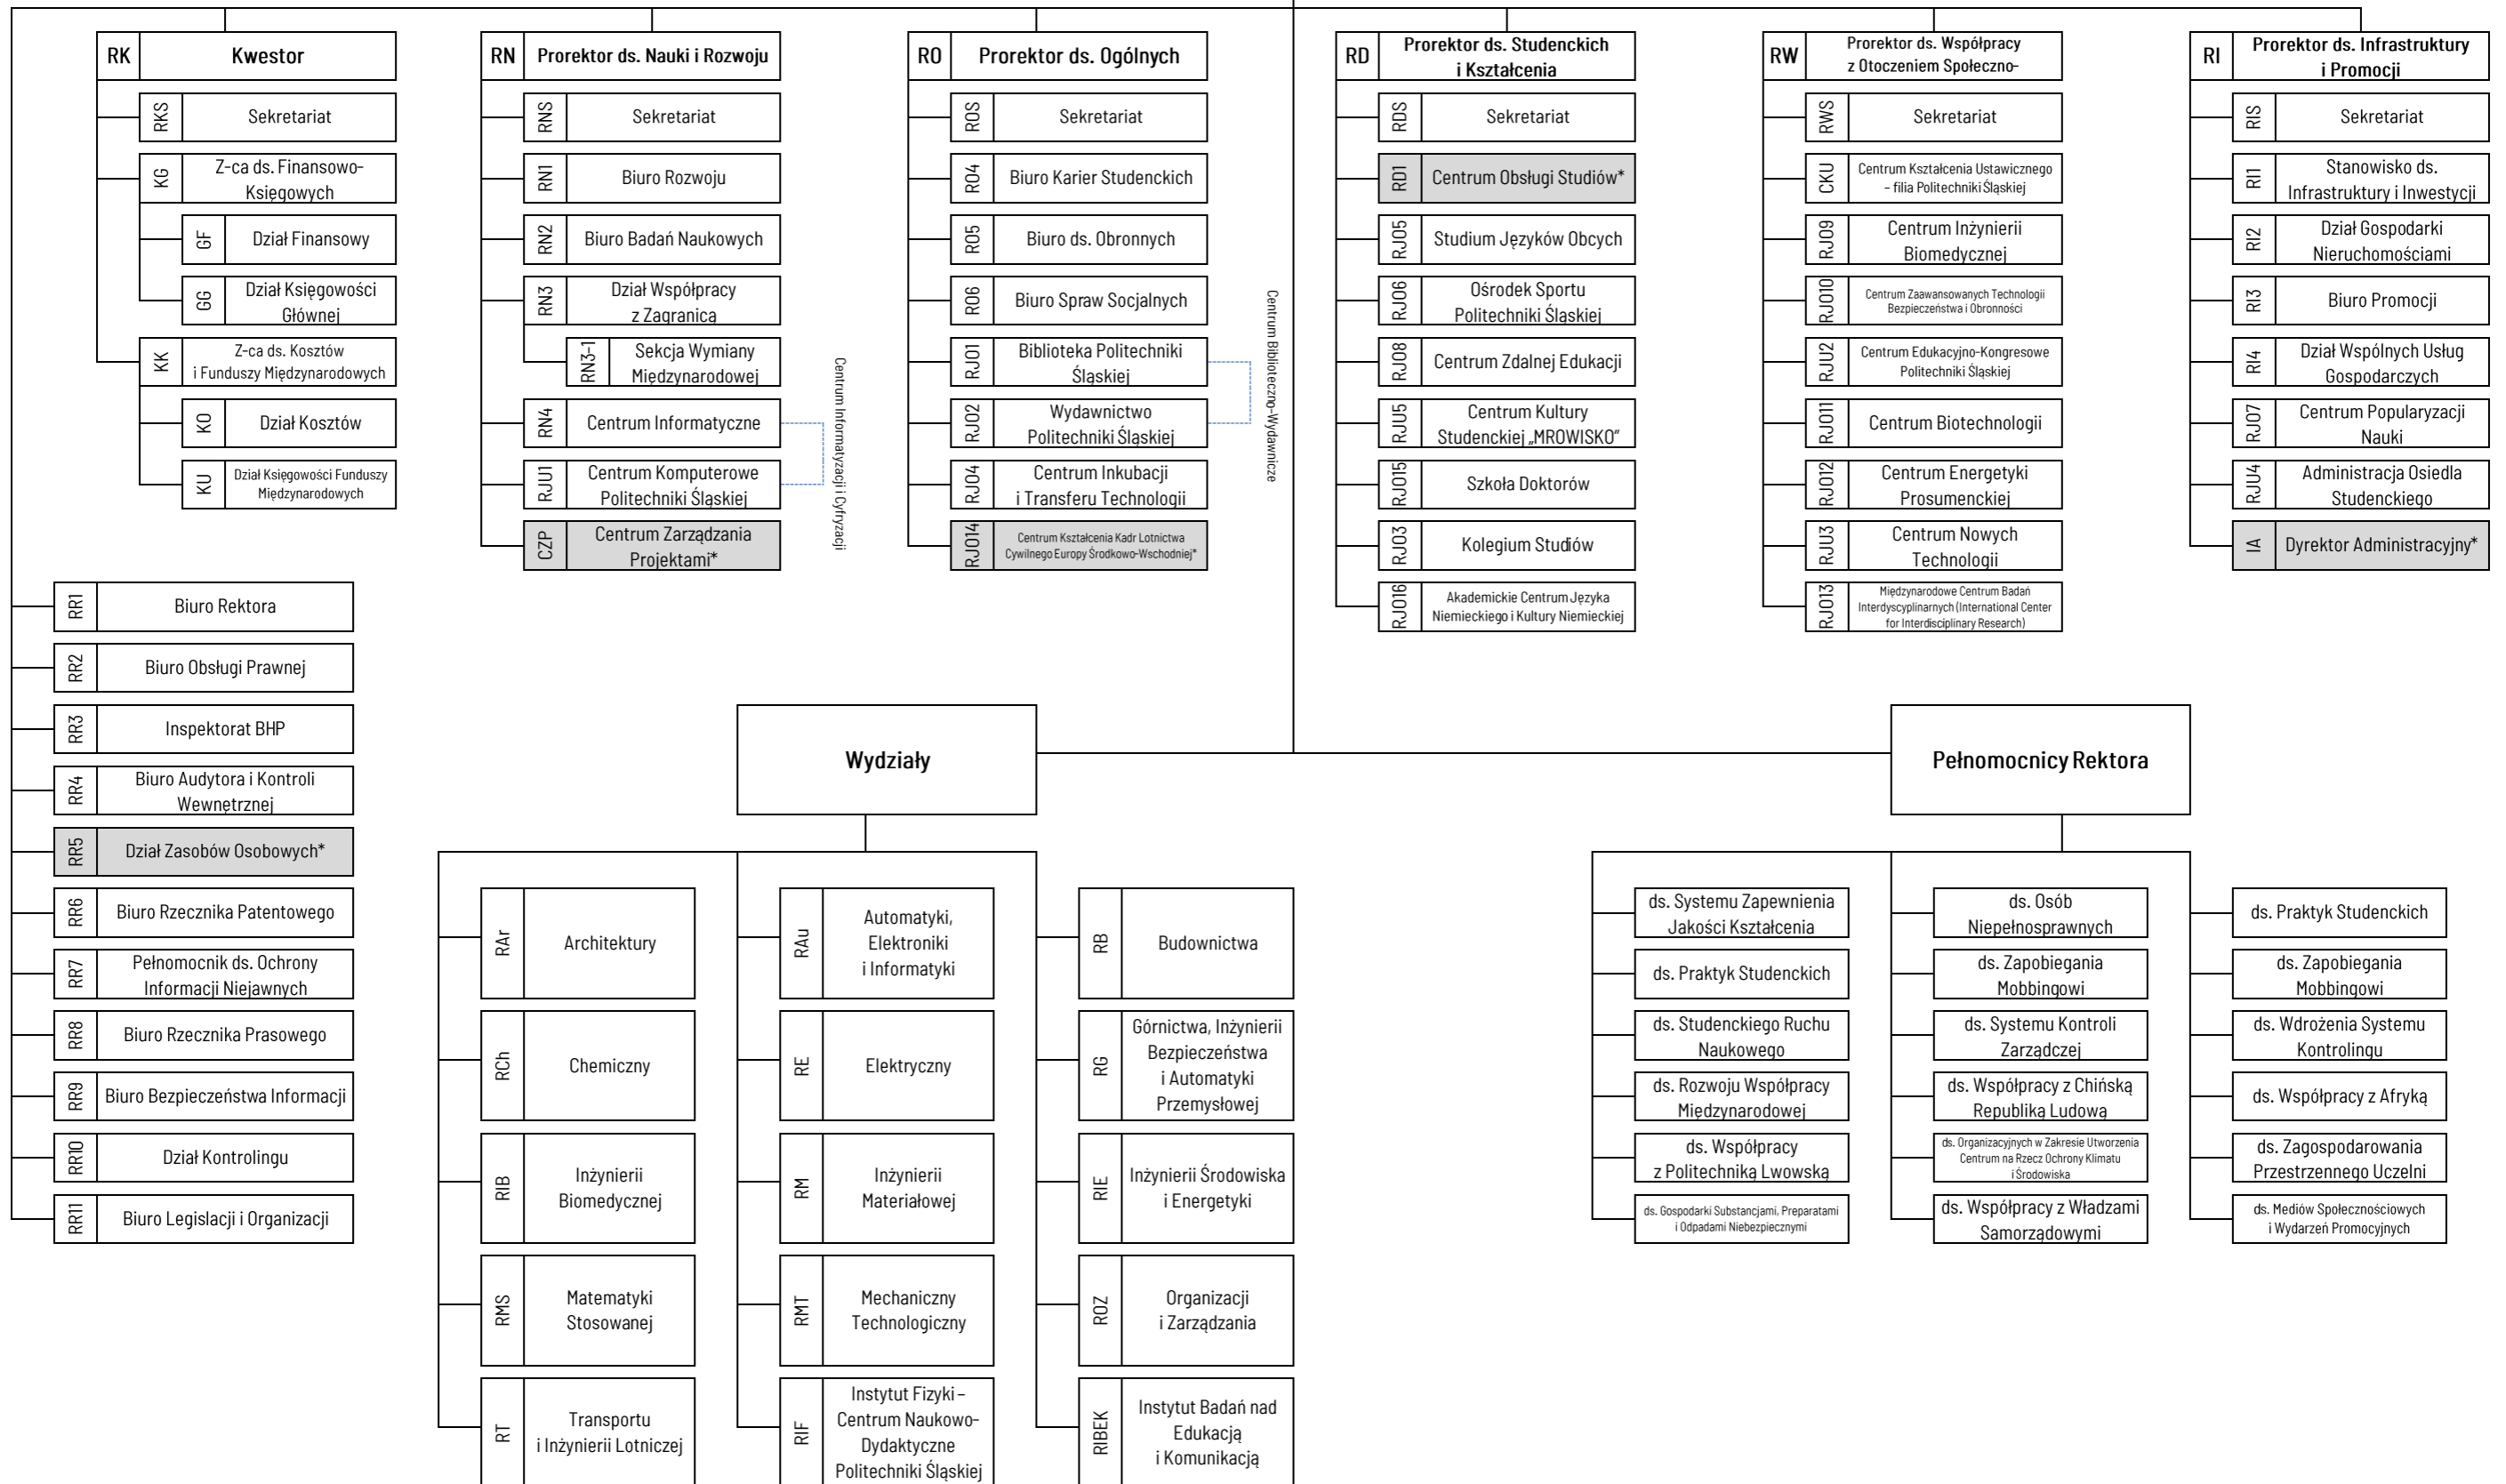 RK
Kwestor
RKS
Sekretariat
KG
Z-ca ds. Finansowo-
Księgowych
GF
Dział Finansowy
GG
Dział Księgowości
Głównej
KK
Z-ca ds. Kosztów
i Funduszy Międzynarodowych
KO
Dział Kosztów
KU
Dział Księgowości Funduszy
Międzynarodowych
RN
Prorektor ds. Nauki i Rozwoju
RNS
Sekretariat
RN1
Biuro Rozwoju
RN2
Biuro Badań Naukowych
RN3
Dział Współpracy
z Zagranicą
RN3-1
Sekcja Wymiany
Międzynarodowej
RN4
Centrum Informatyczne
RJU1
Centrum Komputerowe
Politechniki Śląskiej
Centrum Informatyzacji i Cyfryzacji
CZP
Centrum Zarządzania
Projektami*
RO
Prorektor ds. Ogólnych
ROS
Sekretariat
RO4
Biuro Karier Studenckich
RO5
Biuro ds. Obronnych
RO6
Biuro Spraw Socjalnych
RJO1
Biblioteka Politechniki
Śląskiej
RJO2
Wydawnictwo
Politechniki Śląskiej
Centrum Biblioteczno-Wydawnicze
RJO4
Centrum Inkubacji
i Transferu Technologii
RJO14
Centrum Kształcenia Kadr Lotnictwa
Cywilnego Europy Środkowo-Wschodniej*
RD
Prorektor ds. Studenckich
i Kształcenia
RDS
Sekretariat
RD1
Centrum Obsługi Studiów*
RJO5
Studium Języków Obcych
RJO6
Ośrodek Sportu
Politechniki Śląskiej
RJO8
Centrum Zdalnej Edukacji
RJU5
Centrum Kultury
Studenckiej „MROWISKO”
RJO15
Szkoła Doktorów
RJO3
Kolegium Studiów
RJO16
Akademickie Centrum Języka
Niemieckiego i Kultury Niemieckiej
RW
Prorektor ds. Współpracy
z Otoczeniem Społeczno-
RWS
Sekretariat
CKU
Centrum Kształcenia Ustawicznego
– filia Politechniki Śląskiej
RJO9
Centrum Inżynierii
Biomedycznej
RJO10
Centrum Zaawansowanych Technologii
Bezpieczeństwa i Obronności
RJU2
Centrum Edukacyjno-Kongresowe
Politechniki Śląskiej
RJO11
Centrum Biotechnologii
RJO12
Centrum Energetyki
Prosumenckiej
RJU3
Centrum Nowych
Technologii
RJO13
Międzynarodowe Centrum Badań
Interdyscyplinarnych (International Center
for Interdisciplinary Research)
RI
Prorektor ds. Infrastruktury
i Promocji
RIS
Sekretariat
RI1
Stanowisko ds.
Infrastruktury i Inwestycji
RI2
Dział Gospodarki
Nieruchomościami
RI3
Biuro Promocji
RI4
Dział Wspólnych Usług
Gospodarczych
RJO7
Centrum Popularyzacji
Nauki
RJU4
Administracja Osiedla
Studenckiego
IA
Dyrektor Administracyjny*
RR1
Biuro Rektora
RR2
Biuro Obsługi Prawnej
RR3
Inspektorat BHP
RR4
Biuro Audytora i Kontroli
Wewnętrznej
RR5
Dział Zasobów Osobowych*
RR6
Biuro Rzecznika Patentowego
RR7
Pełnomocnik ds. Ochrony
Informacji Niejawnych
RR8
Biuro Rzecznika Prasowego
RR9
Biuro Bezpieczeństwa Informacji
RR10
Dział Kontrolingu
RR11
Biuro Legislacji i Organizacji
Wydziały
RAr
Architektury
RCh
Chemiczny
RIB
Inżynierii
Biomedycznej
RMS
Matematyki
Stosowanej
RT
Transportu
i Inżynierii Lotniczej
RAu
Automatyki,
Elektroniki
i Informatyki
RE
Elektryczny
RM
Inżynierii
Materiałowej
RMT
Mechaniczny
Technologiczny
RIF
Instytut Fizyki –
Centrum Naukowo-
Dydaktyczne
Politechniki Śląskiej
RB
Budownictwa
RG
Górnictwa, Inżynierii
Bezpieczeństwa
i Automatyki
Przemysłowej
RIE
Inżynierii Środowiska
i Energetyki
ROZ
Organizacji
i Zarządzania
RIBEK
Instytut Badań nad
Edukacją
i Komunikacją
Pełnomocnicy Rektora
ds. Systemu Zapewnienia
Jakości Kształcenia
ds. Praktyk Studenckich
ds. Studenckiego Ruchu
Naukowego
ds. Rozwoju Współpracy
Międzynarodowej
ds. Współpracy
z Politechniką Lwowską
ds. Gospodarki Substancjami, Preparatami
i Odpadami Niebezpiecznymi
ds. Osób
Niepełnosprawnych
ds. Zapobiegania
Mobbingowi
ds. Systemu Kontroli
Zarządczej
ds. Współpracy z Chińską
Republiką Ludową
ds. Organizacyjnych w Zakresie Utworzenia
Centrum na Rzecz Ochrony Klimatu
i Środowiska
ds. Współpracy z Władzami
Samorządowymi
ds. Praktyk Studenckich
ds. Zapobiegania
Mobbingowi
ds. Wdrożenia Systemu
Kontrolingu
ds. Współpracy z Afryką
ds. Zagospodarowania
Przestrzennego Uczelni
ds. Mediów Społecznościowych
i Wydarzeń Promocyjnych